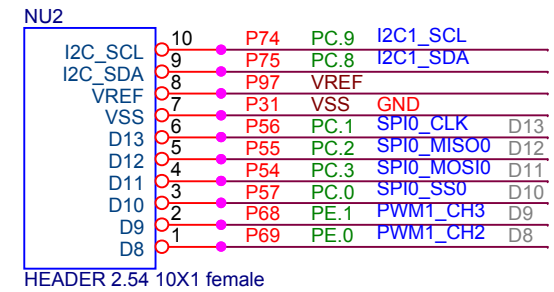 NU2
I2C_SCL 10 P74 PC.9 I2C1_SCL
I2C_SDA 9 P75 PC.8 I2C1_SDA
VREF 8 P97 VREF
VSS 7 P31 VSS GND
D13 6 P56 PC.1 SPI0_CLK D13
D12 5 P55 PC.2 SPI0_MISO0 D12
D11 4 P54 PC.3 SPI0_MOSI0 D11
D10 3 P57 PC.0 SPI0_SS0 D10
D9 2 P68 PE.1 PWM1_CH3 D9
D8 1 P69 PE.0 PWM1_CH2 D8
HEADER 2.54 10X1 female